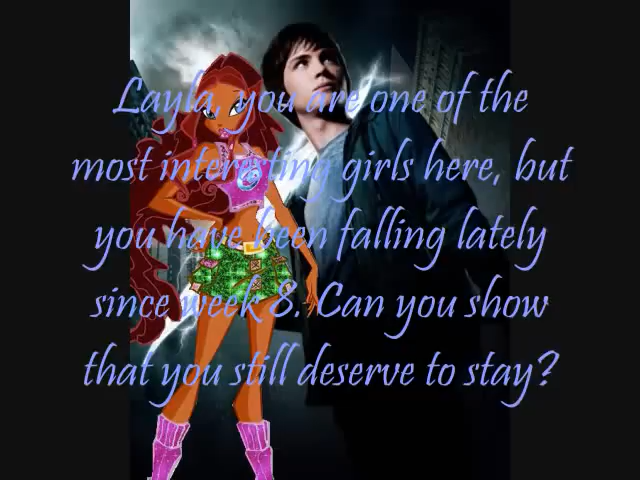 Layla, you are one of the
most interesting girls here, but
you have been falling lately
since week 8. Can you show
that you still deserve to stay?